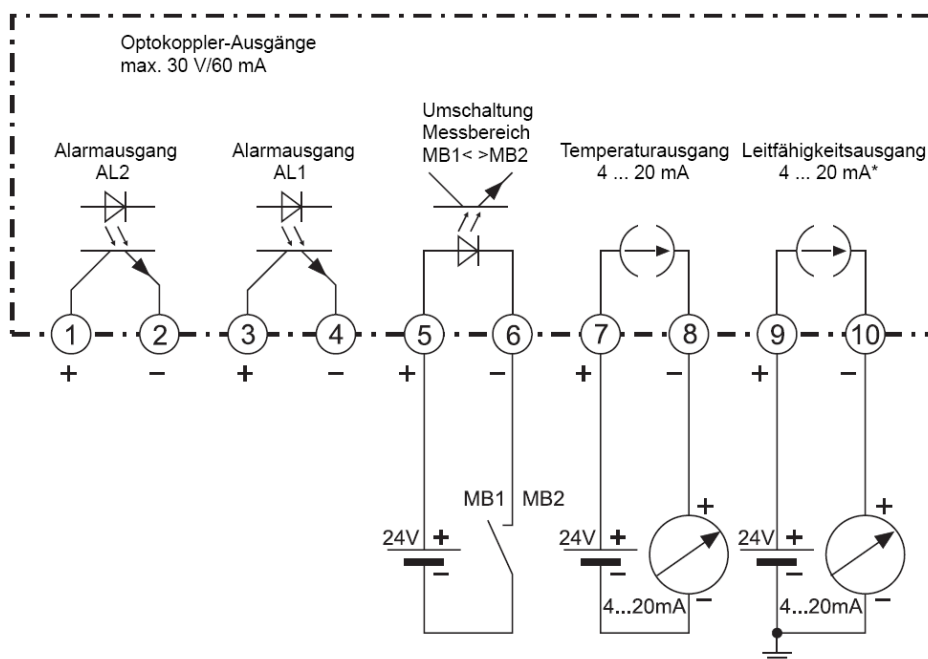 Optokoppler-Ausgänge
max. 30 V/60 mA
Alarmausgang
AL2
Alarmausgang
AL1
Umschaltung
Messbereich
MB1< >MB2
Temperaturausgang
4 ... 20 mA
Leitfähigkeitsausgang
4 ... 20 mA*
1 2 3 4 5 6 7 8 9 10
+ − + − + − + − + −
MB1 MB2
+ +
24V + 24V + 24V +
− − −
4...20mA − 4...20mA −